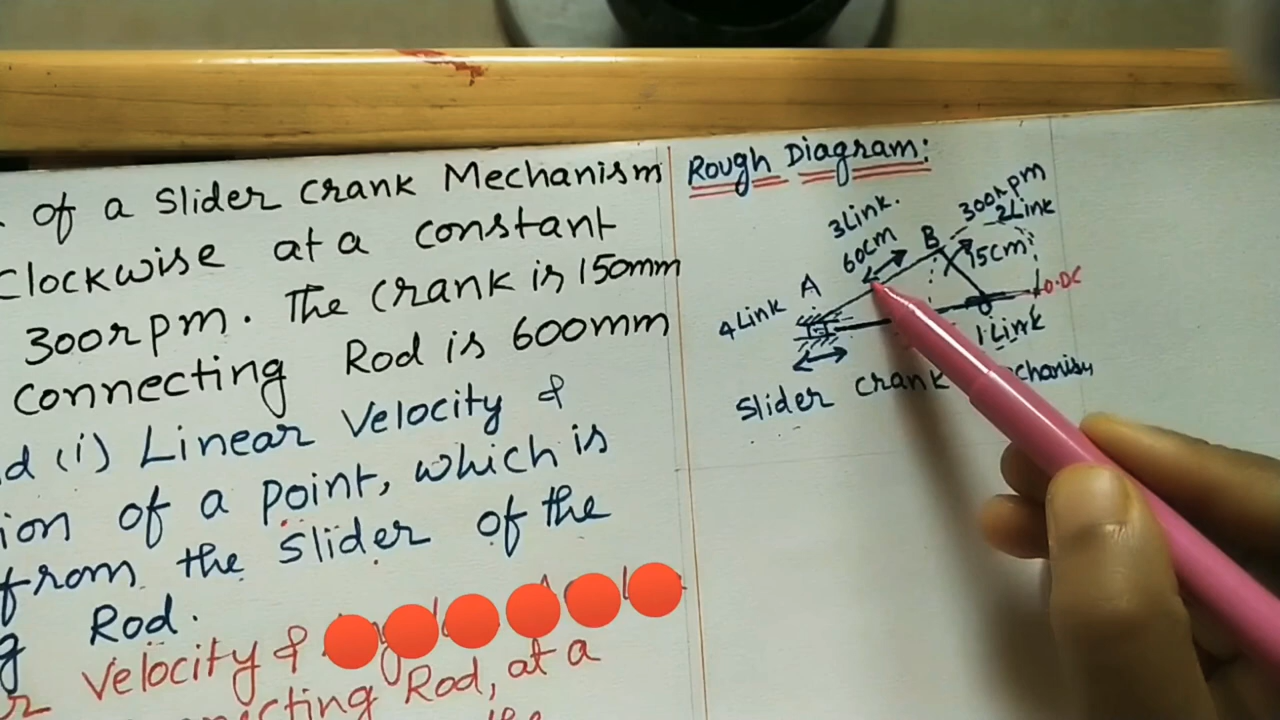 of a Slider Crank Mechanism
Clockwise at a constant
300rpm. The Crank is 150mm
Connecting Rod is 600mm
(i) Linear Velocity &
of a point, which is
from the Slider of the
Rod.
Velocity &
Rod, at a
Rough Diagram:
3Link.
60cm
A
4Link
B
300rpm
2Link
15cm
O.DC
1Link
Slider Crank